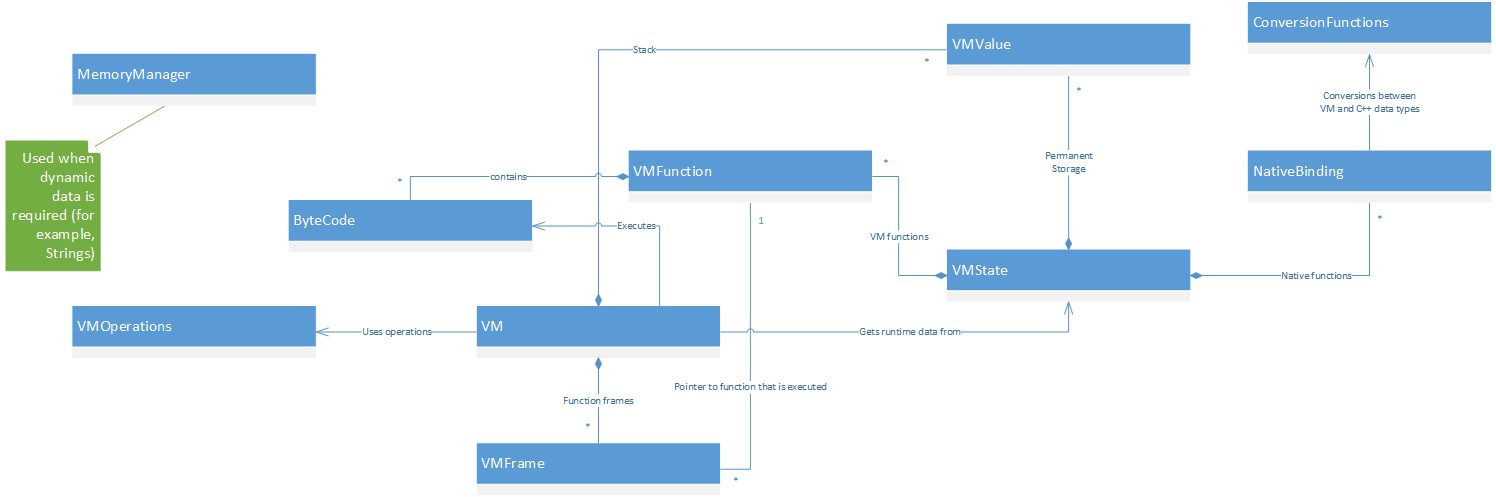 ConversionFunctions
VMValue
Stack
*
MemoryManager
*
Conversions between
VM and C++ data types
Used when
dynamic
data is
required (for
example,
Strings)
Permanent
Storage
*
VMFunction
NativeBinding
contains
*
ByteCode
1
*
Executes
VM functions
VMState
Native functions
VMOperations
Uses operations
VM
Gets runtime data from
Pointer to function that is executed
Function frames
*
VMFrame
*